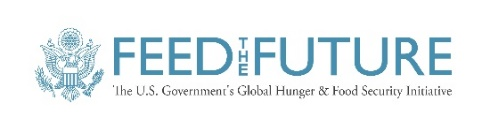 FEED THE FUTURE
The U.S. Government's Global Hunger & Food Security Initiative